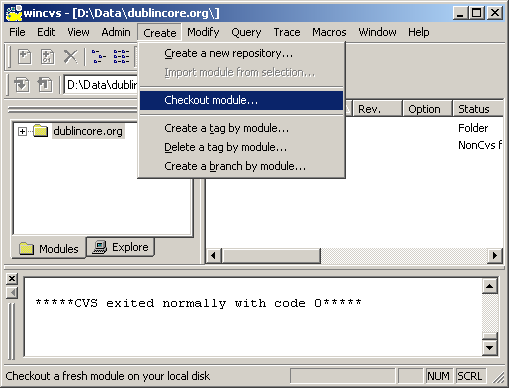 wincvs - [D:\Data\dublincore.org\]
File Edit View Admin Create Modify Query Trace Macros Window Help
Create a new repository...
Import module from selection...
D:\Data\dublin
Checkout module...
Rev. Option Status
Create a tag by module...
dublincore.org
Folder
Delete a tag by module...
NonCvs f
Create a branch by module...
Modules Explore
*****CVS exited normally with code 0*****
Checkout a fresh module on your local disk
NUM SCRL